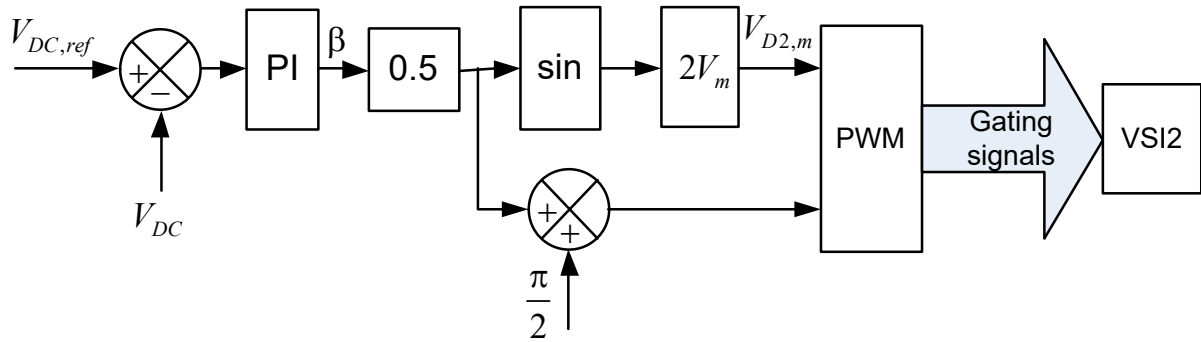 V_{DC,ref}
+
−
V_{DC}
PI
β
0.5
sin
2V_m
V_{D2,m}
+
+
π
2
PWM
Gating
signals
VSI2